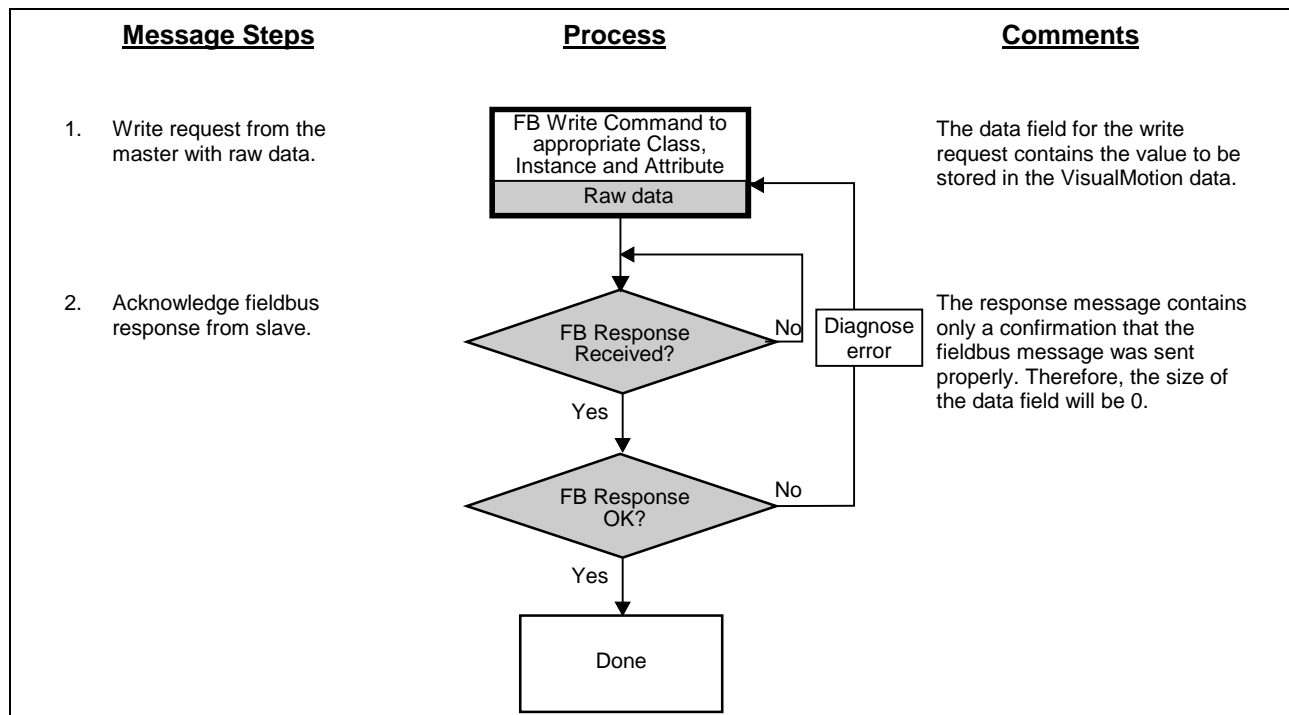 Message Steps
Process
Comments
1. Write request from the
master with raw data.
FB Write Command to
appropriate Class,
Instance and Attribute
Raw data
The data field for the write
request contains the value to be
stored in the VisualMotion data.
2. Acknowledge fieldbus
response from slave.
FB Response
Received?
No
Diagnose
error
The response message contains
only a confirmation that the
fieldbus message was sent
properly. Therefore, the size of
the data field will be 0.
Yes
FB Response
OK?
No
Yes
Done